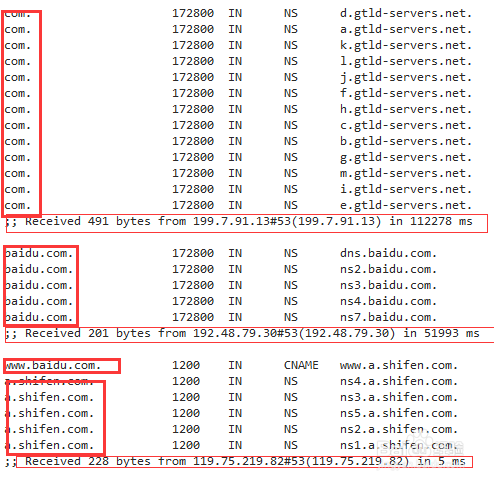 com. 172800 IN NS d.gtld-servers.net.
com. 172800 IN NS a.gtld-servers.net.
com. 172800 IN NS k.gtld-servers.net.
com. 172800 IN NS l.gtld-servers.net.
com. 172800 IN NS j.gtld-servers.net.
com. 172800 IN NS f.gtld-servers.net.
com. 172800 IN NS h.gtld-servers.net.
com. 172800 IN NS c.gtld-servers.net.
com. 172800 IN NS b.gtld-servers.net.
com. 172800 IN NS g.gtld-servers.net.
com. 172800 IN NS m.gtld-servers.net.
com. 172800 IN NS i.gtld-servers.net.
com. 172800 IN NS e.gtld-servers.net.
;; Received 491 bytes from 199.7.91.13#53(199.7.91.13) in 112278 ms
baidu.com. 172800 IN NS dns.baidu.com.
baidu.com. 172800 IN NS ns2.baidu.com.
baidu.com. 172800 IN NS ns3.baidu.com.
baidu.com. 172800 IN NS ns4.baidu.com.
baidu.com. 172800 IN NS ns7.baidu.com.
;; Received 201 bytes from 192.48.79.30#53(192.48.79.30) in 51993 ms
www.baidu.com. 1200 IN CNAME www.a.shifen.com.
a.shifen.com. 1200 IN NS ns4.a.shifen.com.
a.shifen.com. 1200 IN NS ns3.a.shifen.com.
a.shifen.com. 1200 IN NS ns5.a.shifen.com.
a.shifen.com. 1200 IN NS ns2.a.shifen.com.
a.shifen.com. 1200 IN NS ns1.a.shifen.com.
;; Received 228 bytes from 119.75.219.82#53(119.75.219.82) in 5 ms